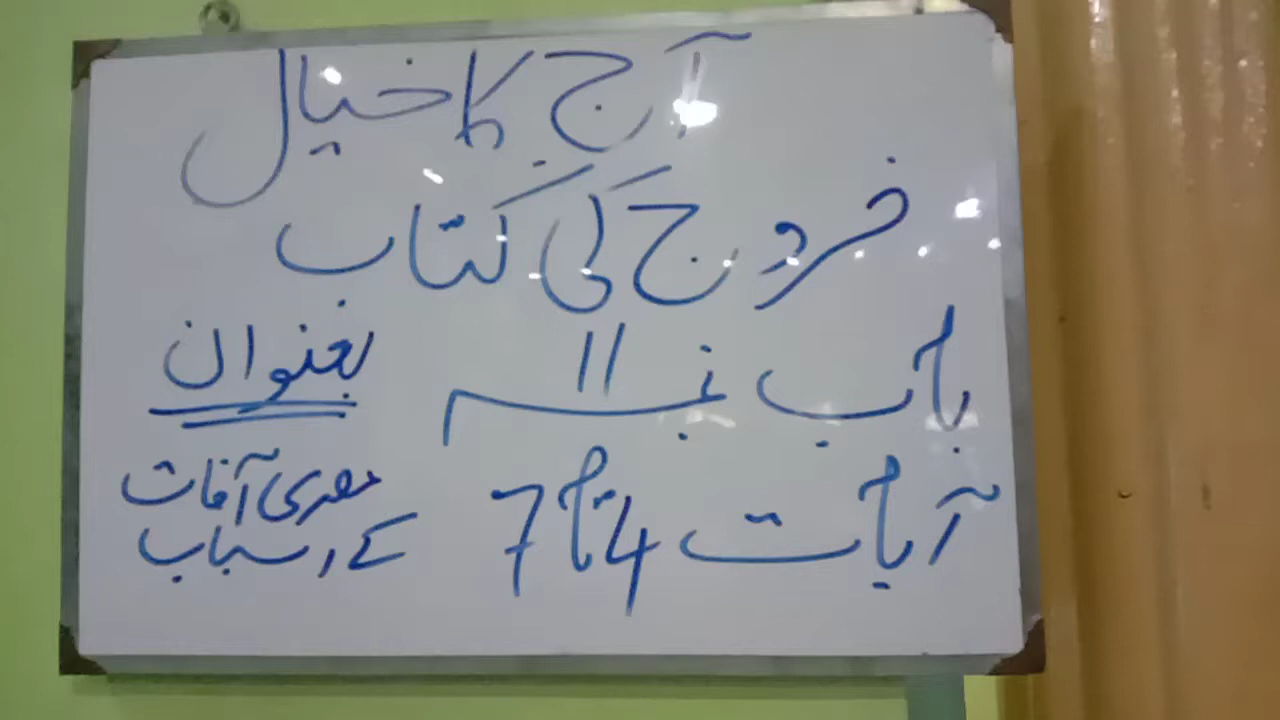 آج کا خیال
خروج کی کتاب
باب نمبر 11
بعنوان
آیات 4 تا 7
مصری آفات
کے اسباب